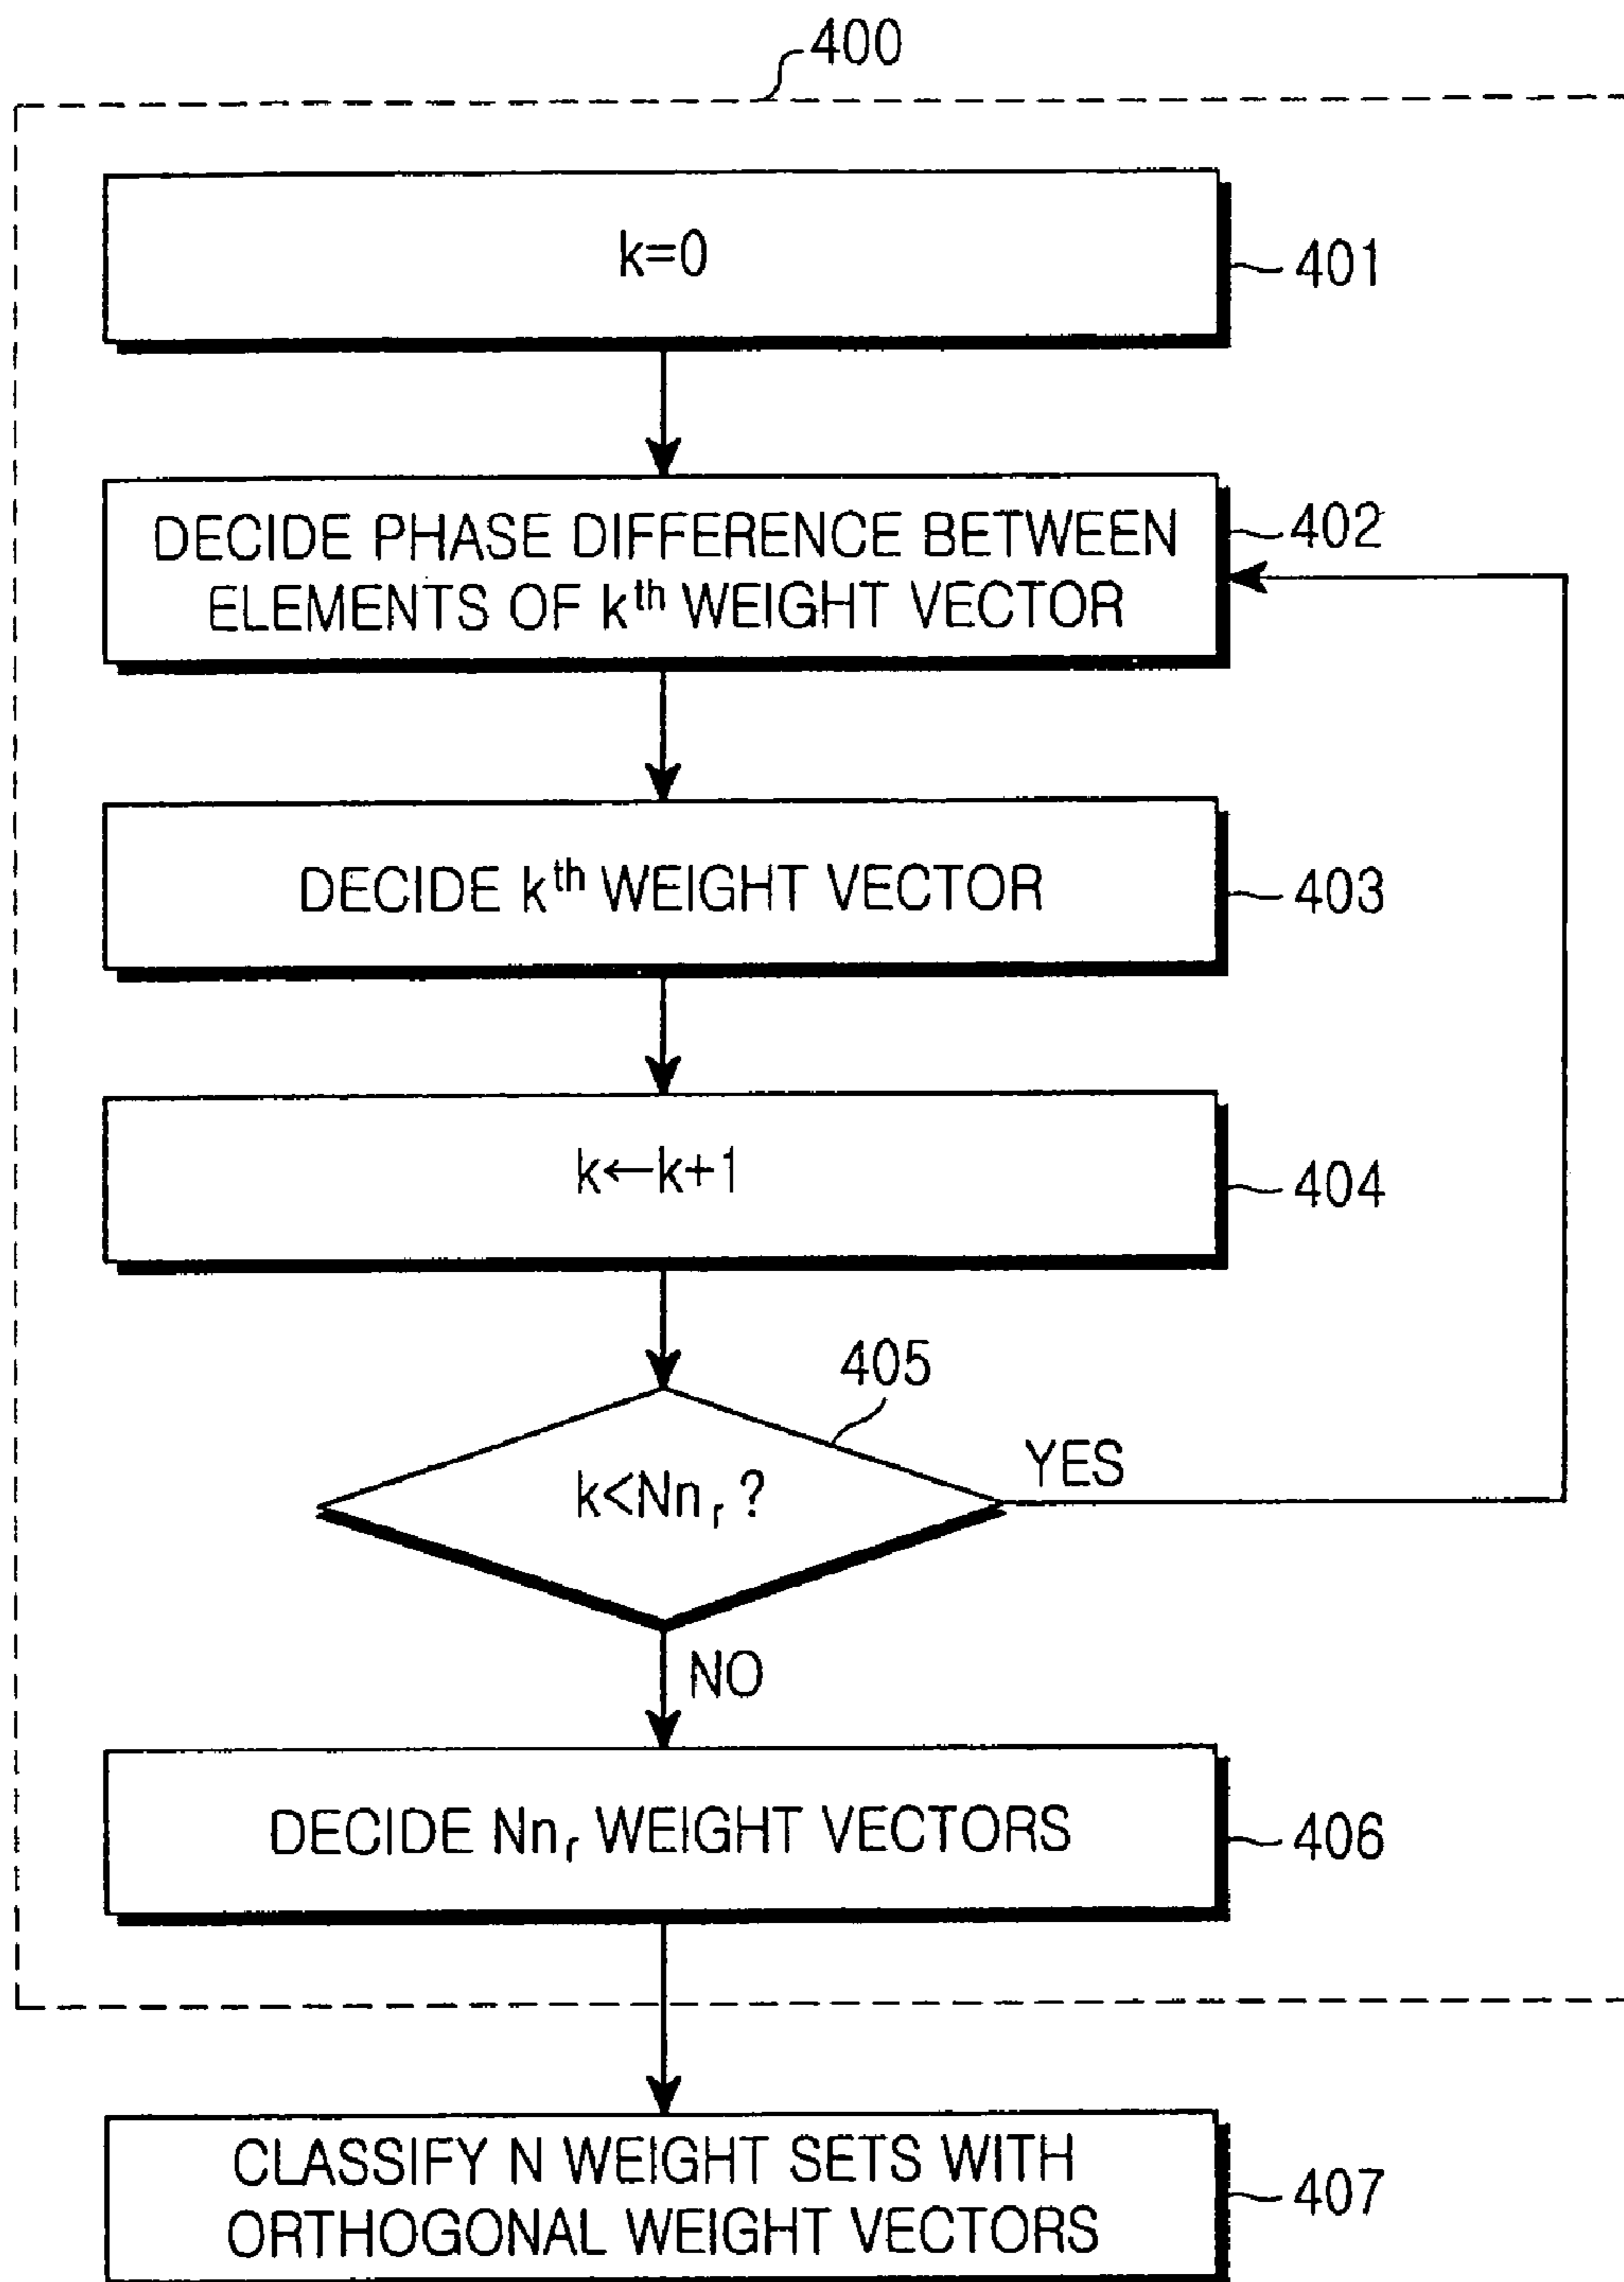 400
k=0
401
DECIDE PHASE DIFFERENCE BETWEEN
ELEMENTS OF kth WEIGHT VECTOR
402
DECIDE kth WEIGHT VECTOR
403
k←k+1
404
405
k<Nnr ?
YES
NO
DECIDE Nnr WEIGHT VECTORS
406
CLASSIFY N WEIGHT SETS WITH
ORTHOGONAL WEIGHT VECTORS
407